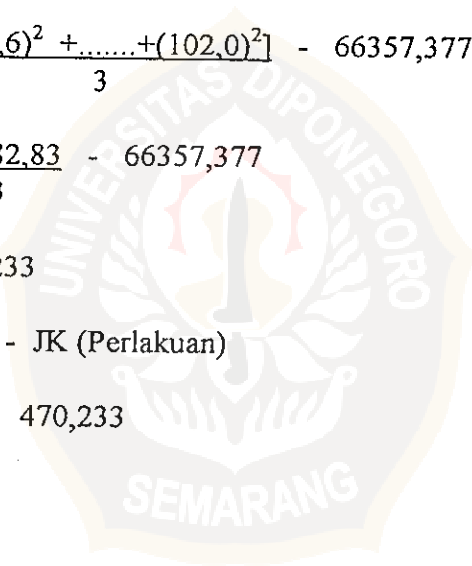 ,6)² +.......+(102,0)²] - 66357,377
3
32,83 - 66357,377
233
- JK (Perlakuan)
470,233
UNIVERSITAS DIPONEGORO
SEMARANG